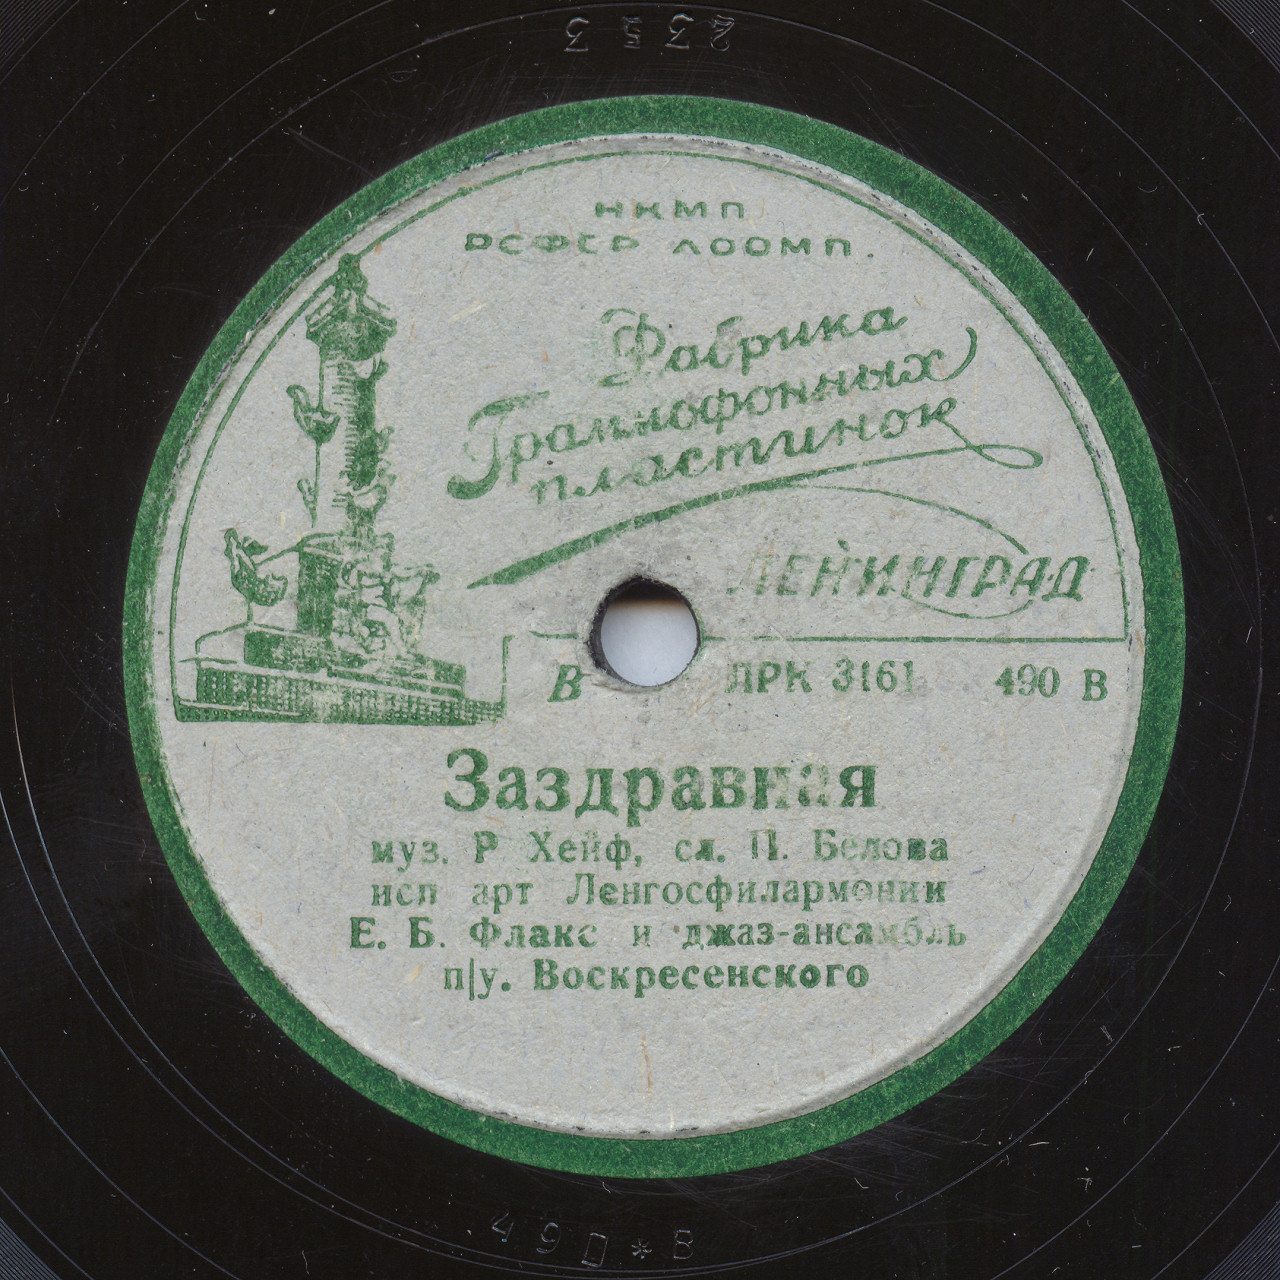 2353
НКМП
РСФСР ЛООМП.
Фабрика
Граммофонных
пластинок
ЛЕНИНГРАД
В ЛРК 3161 490 В
Заздравная
муз. Р Хейф, сл. П. Белова
исп арт Ленгосфилармонии
Е. Б. Флакс и джаз-ансамбль
п/у. Воскресенского
490*8